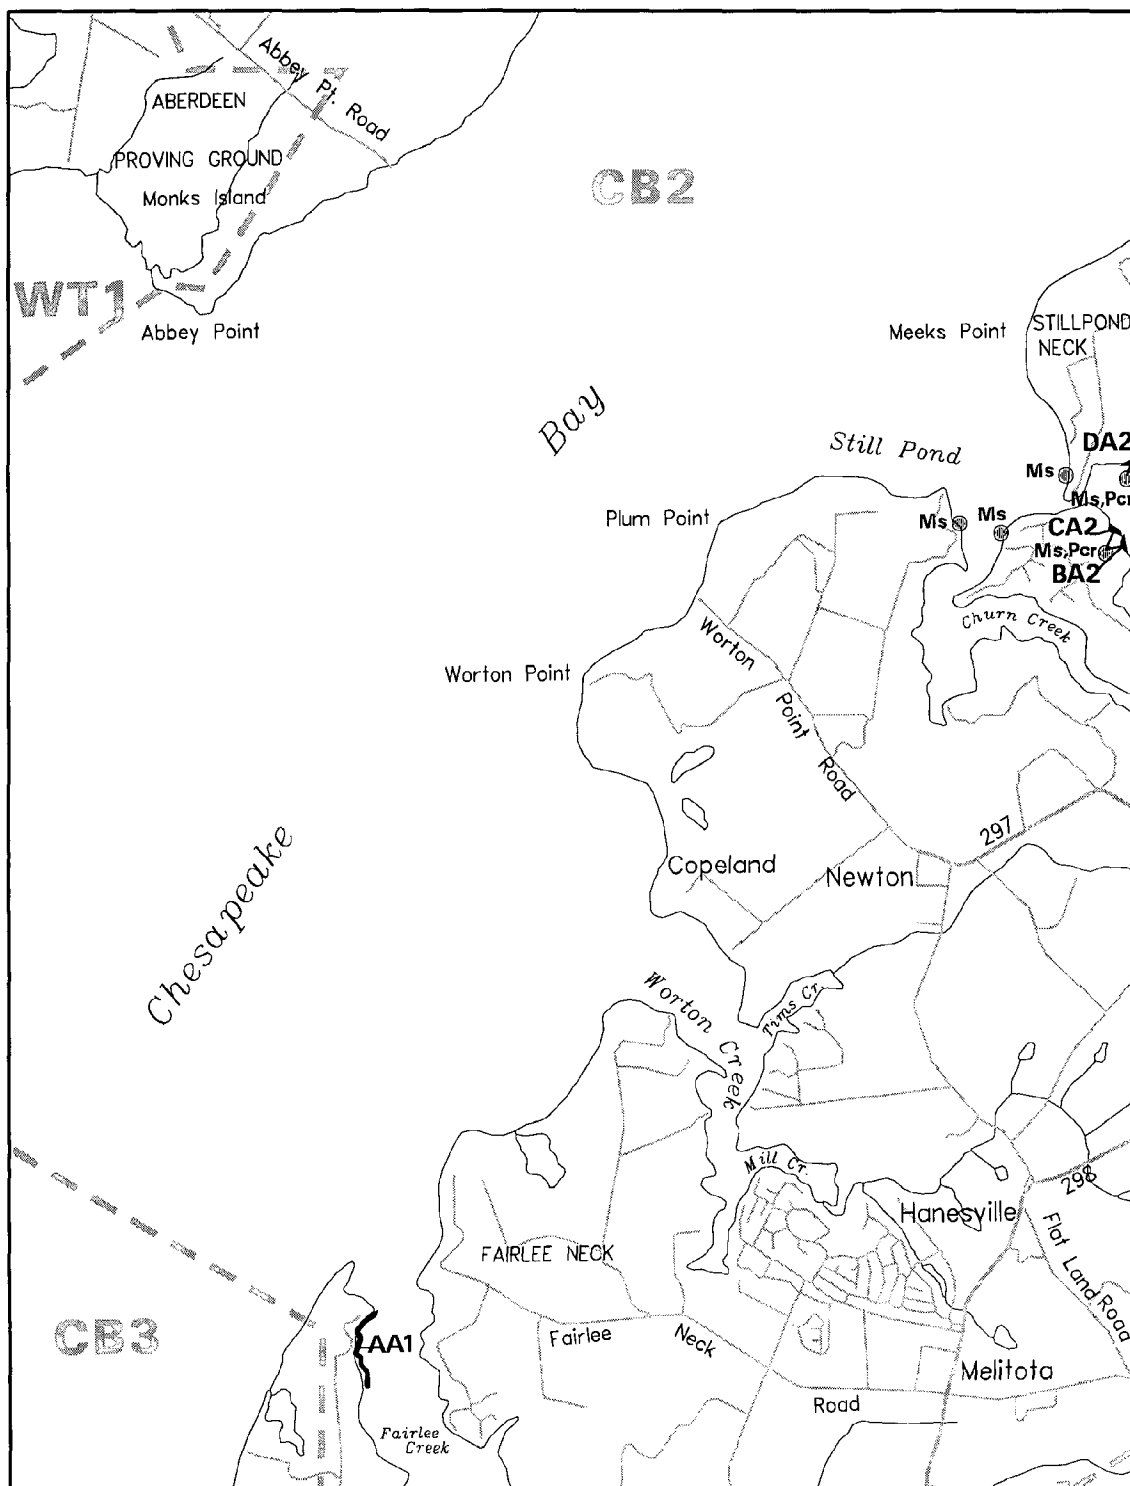 Abbey Pt. Road
ABERDEEN
PROVING GROUND
Monks Island
CB2
WT1
Abbey Point
Meeks Point
STILLPOND
NECK
Bay
Still Pond
DA2
Ms
Ms,Pcr
Plum Point
Ms
Ms
CA2
Ms,Pcr
BA2
Churn Creek
Worton Point Road
Worton Point
297
Copeland
Newton
Chesapeake
Worton Creek
Tims Cr.
Mill Cr.
298
Hanesville
Flat Land Road
FAIRLEE NECK
CB3
AA1
Fairlee Neck Road
Melitota
Fairlee
Creek